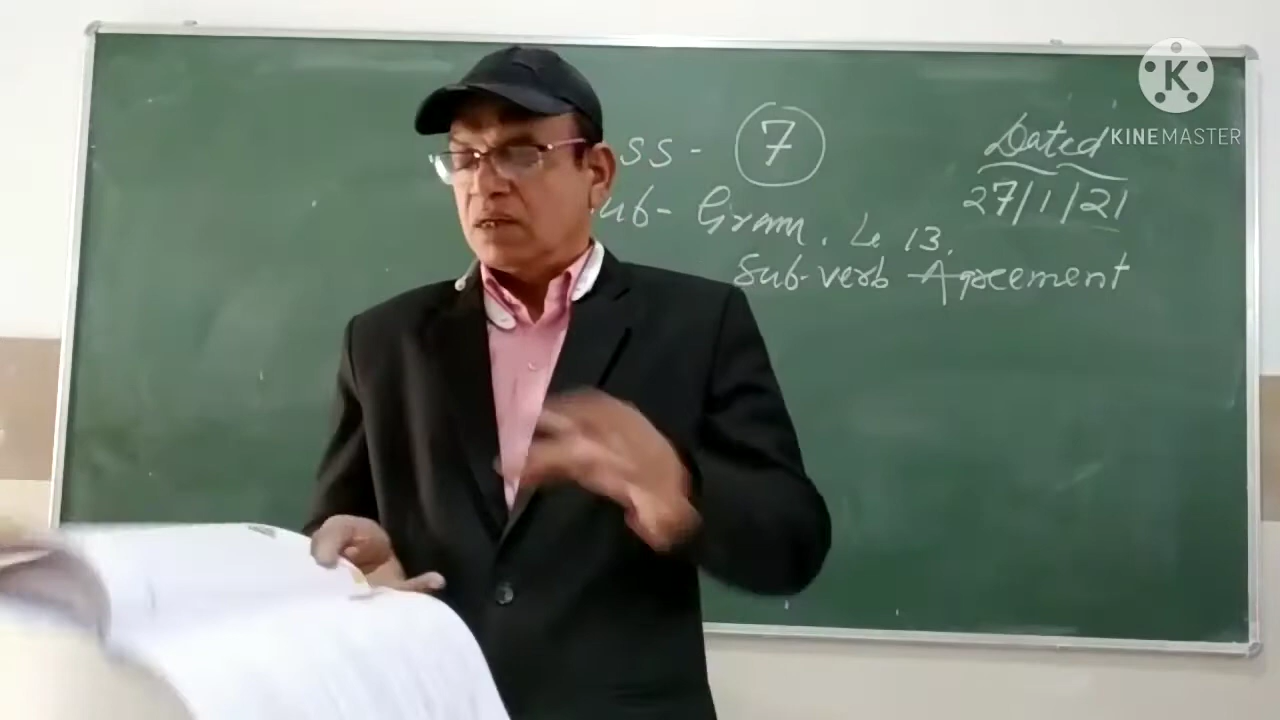 ss- 7
ub- Gram. Le 13.
Sub-verb Agreement
Dated
27/1/21
K
KINEMASTER